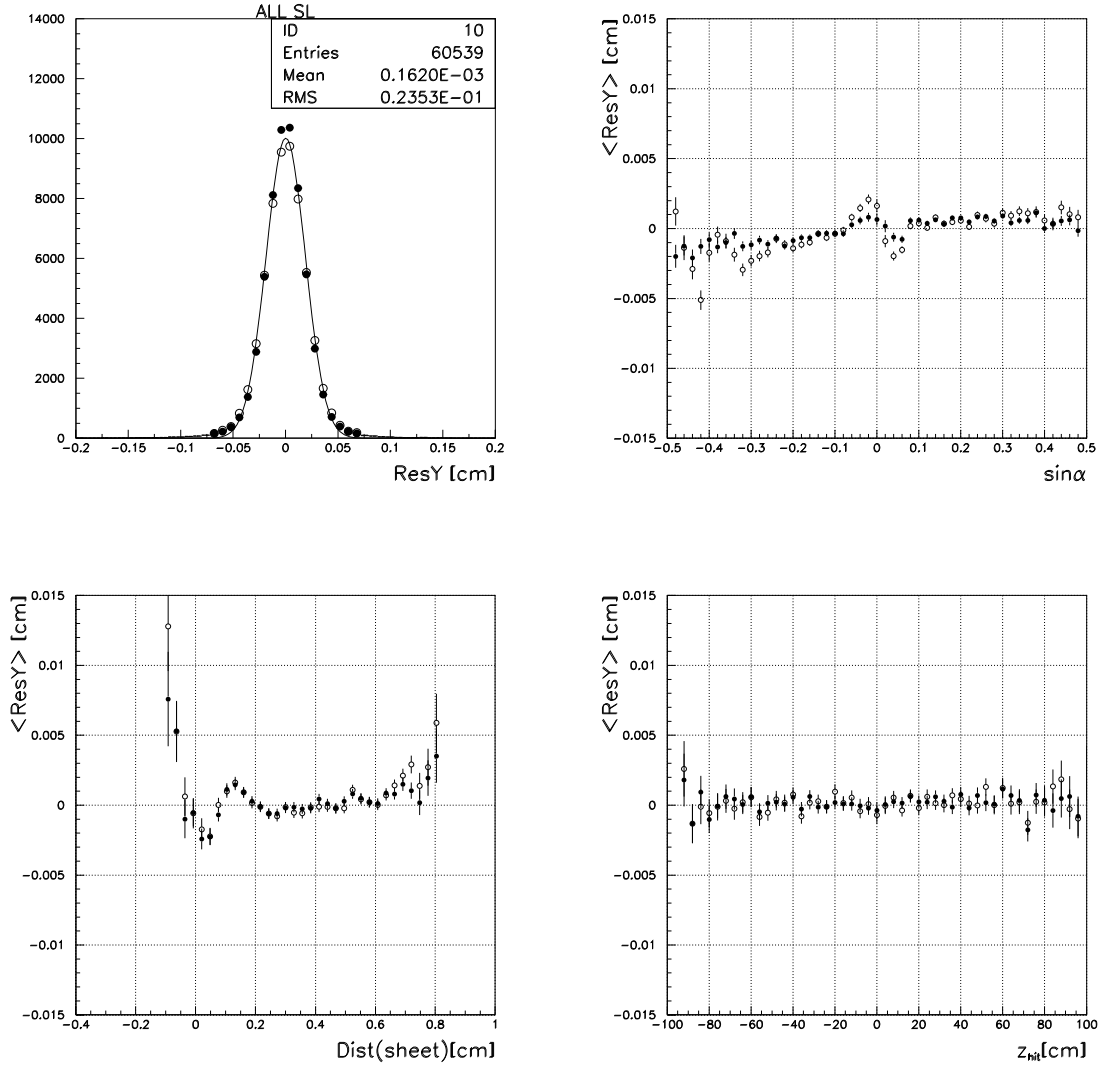 ALL SL
ID 10
Entries 60539
Mean 0.1620E-03
RMS 0.2353E-01
14000
12000
10000
8000
6000
4000
2000
0
-0.2 -0.15 -0.1 -0.05 0 0.05 0.1 0.15 0.2
ResY [cm]
<ResY> [cm]
0.015
0.01
0.005
0
-0.005
-0.01
-0.015
-0.5 -0.4 -0.3 -0.2 -0.1 0 0.1 0.2 0.3 0.4 0.5
sinα
<ResY> [cm]
0.015
0.01
0.005
0
-0.005
-0.01
-0.015
-0.4 -0.2 0 0.2 0.4 0.6 0.8 1
Dist(sheet)[cm]
<ResY> [cm]
0.015
0.01
0.005
0
-0.005
-0.01
-0.015
-100 -80 -60 -40 -20 0 20 40 60 80 100
z_hit[cm]